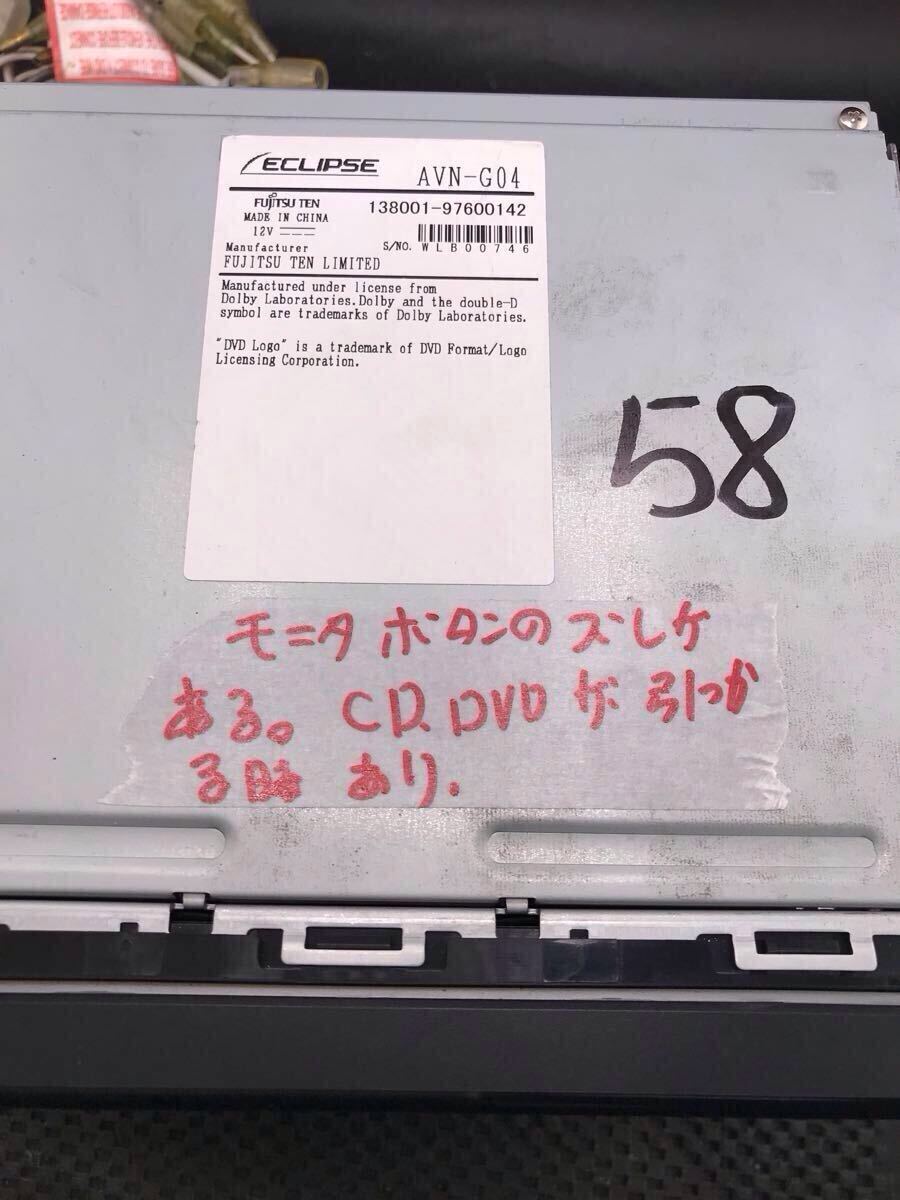 ECLIPSE
AVN-G04
FUJITSU TEN
138001-97600142
MADE IN CHINA
12V
S/NO. WLB00746
Manufacturer
FUJITSU TEN LIMITED
Manufactured under license from
Dolby Laboratories. Dolby and the double-D
symbol are trademarks of Dolby Laboratories.
"DVD Logo" is a trademark of DVD Format/Logo
Licensing Corporation.
58
モニタ ボタンのズレケ
ある。CD.DVDが引っか
る時 あり.